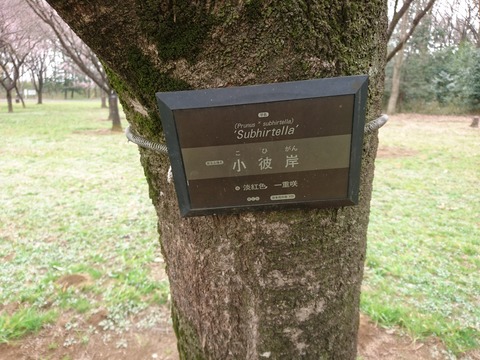 (Prunus × subhirtella)
'Subhirtella'
こ ひ がん
小彼岸
淡紅色、一重咲